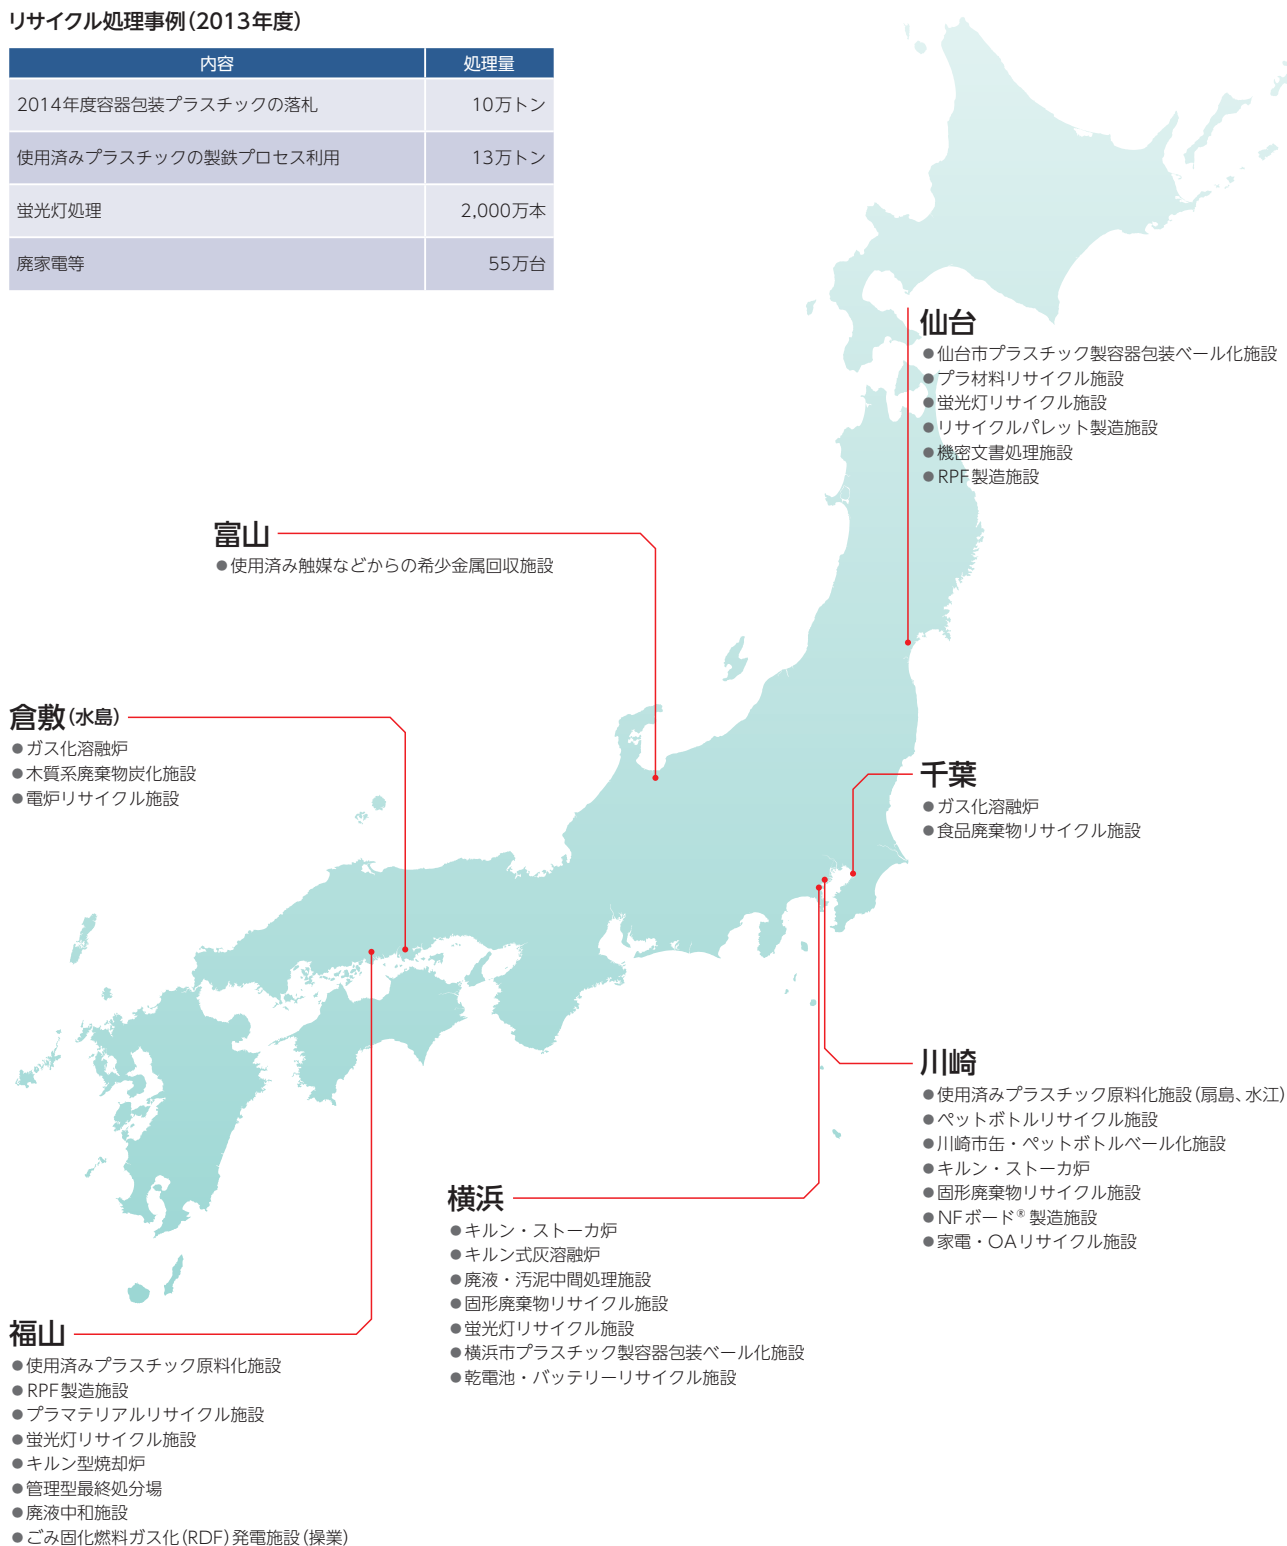 リサイクル処理事例(2013年度)
内容 処理量
2014年度容器包装プラスチックの落札 10万トン
使用済みプラスチックの製鉄プロセス利用 13万トン
蛍光灯処理 2,000万本
廃家電等 55万台
仙台
●仙台市プラスチック製容器包装ベール化施設
●プラ材料リサイクル施設
●蛍光灯リサイクル施設
●リサイクルパレット製造施設
●機密文書処理施設
●RPF製造施設
富山
●使用済み触媒などからの希少金属回収施設
倉敷(水島)
●ガス化溶融炉
●木質系廃棄物炭化施設
●電炉リサイクル施設
千葉
●ガス化溶融炉
●食品廃棄物リサイクル施設
川崎
●使用済みプラスチック原料化施設(扇島、水江)
●ペットボトルリサイクル施設
●川崎市缶・ペットボトルベール化施設
●キルン・ストーカ炉
●固形廃棄物リサイクル施設
●NFボード®製造施設
●家電・OAリサイクル施設
横浜
●キルン・ストーカ炉
●キルン式灰溶融炉
●廃液・汚泥中間処理施設
●固形廃棄物リサイクル施設
●蛍光灯リサイクル施設
●横浜市プラスチック製容器包装ベール化施設
●乾電池・バッテリーリサイクル施設
福山
●使用済みプラスチック原料化施設
●RPF製造施設
●プラマテリアルリサイクル施設
●蛍光灯リサイクル施設
●キルン型焼却炉
●管理型最終処分場
●廃液中和施設
●ごみ固化燃料ガス化(RDF)発電施設(操業)